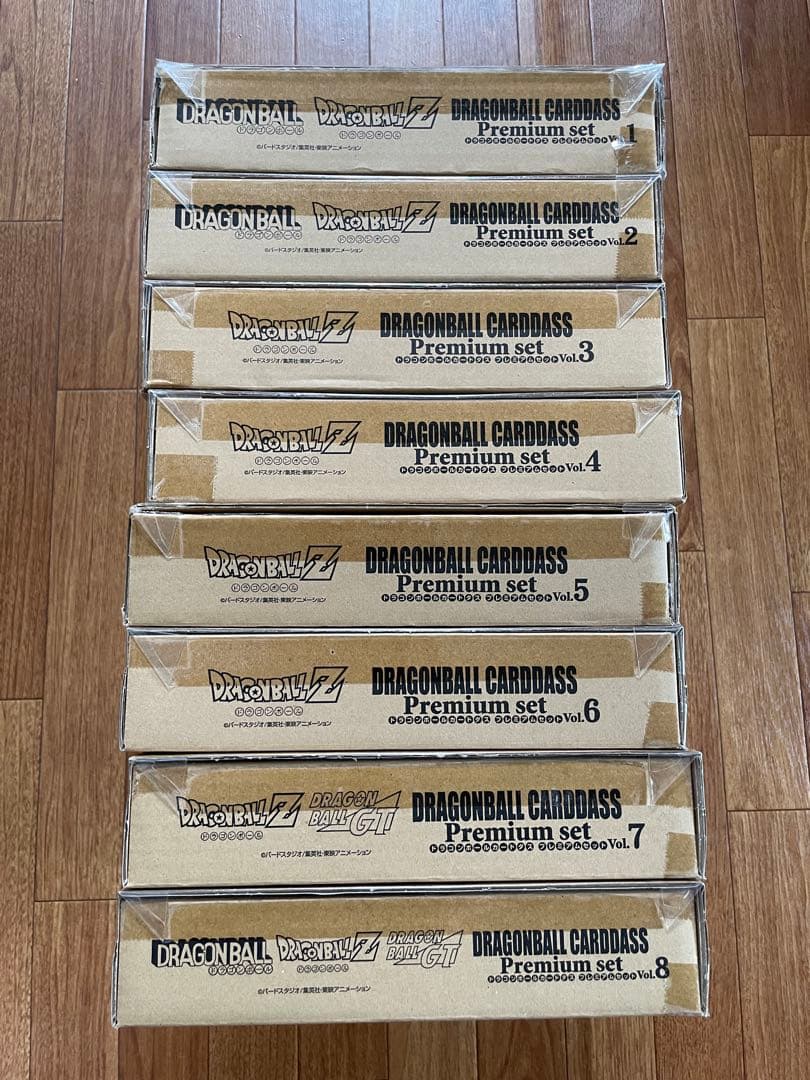 DRAGONBALL DRAGONBALL Z DRAGONBALL CARDDASS
ドラゴンボール ドラゴンボール Premium set
ドラゴンボールカードダス プレミアムセット Vol.1
©バードスタジオ/集英社・東映アニメーション
DRAGONBALL DRAGONBALL Z DRAGONBALL CARDDASS
ドラゴンボール ドラゴンボール Premium set
ドラゴンボールカードダス プレミアムセット Vol.2
©バードスタジオ/集英社・東映アニメーション
DRAGONBALL Z DRAGONBALL CARDDASS
ドラゴンボール Premium set
ドラゴンボールカードダス プレミアムセット Vol.3
©バードスタジオ/集英社・東映アニメーション
DRAGONBALL Z DRAGONBALL CARDDASS
ドラゴンボール Premium set
ドラゴンボールカードダス プレミアムセット Vol.4
©バードスタジオ/集英社・東映アニメーション
DRAGONBALL Z DRAGONBALL CARDDASS
ドラゴンボール Premium set
ドラゴンボールカードダス プレミアムセット Vol.5
©バードスタジオ/集英社・東映アニメーション
DRAGONBALL Z DRAGONBALL CARDDASS
ドラゴンボール Premium set
ドラゴンボールカードダス プレミアムセット Vol.6
©バードスタジオ/集英社・東映アニメーション
DRAGONBALL Z DRAGON BALL GT DRAGONBALL CARDDASS
ドラゴンボール Premium set
ドラゴンボールカードダス プレミアムセット Vol.7
©バードスタジオ/集英社・東映アニメーション
DRAGONBALL DRAGONBALL Z DRAGON BALL GT DRAGONBALL CARDDASS
ドラゴンボール ドラゴンボール Premium set
ドラゴンボールカードダス プレミアムセット Vol.8
©バードスタジオ/集英社・東映アニメーション